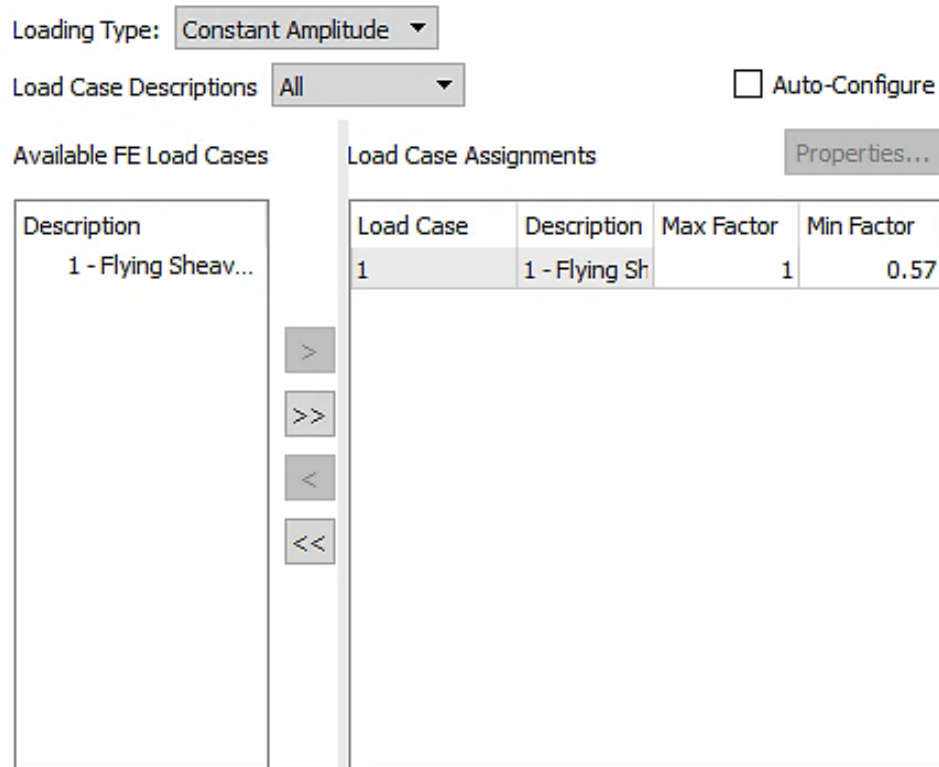 Loading Type: Constant Amplitude
Load Case Descriptions All Auto-Configure
Available FE Load Cases Load Case Assignments Properties...
Description Load Case Description Max Factor Min Factor
1 - Flying Sheav... 1 1 - Flying Sh 1 0.57
>
>>
<
<<